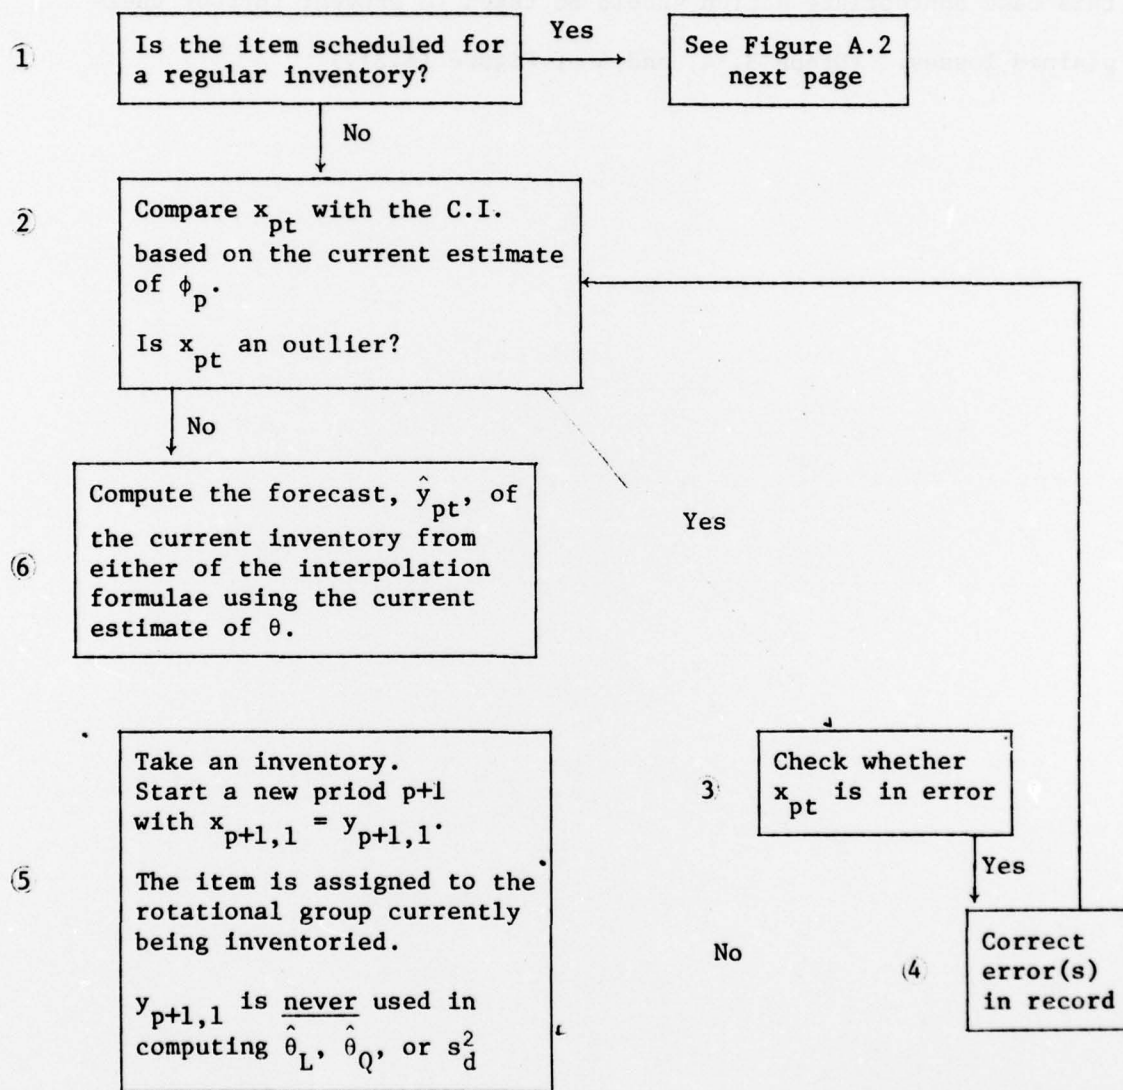 ① Is the item scheduled for
a regular inventory?
Yes
See Figure A.2
next page
No
② Compare x_pt with the C.I.
based on the current estimate
of φ_p.
Is x_pt an outlier?
No
Yes
⑥ Compute the forecast, ŷ_pt, of
the current inventory from
either of the interpolation
formulae using the current
estimate of θ.
③ Check whether
x_pt is in error
Yes
④ Correct
error(s)
in record
No
⑤ Take an inventory.
Start a new priod p+1
with x_p+1,1 = y_p+1,1.
The item is assigned to the
rotational group currently
being inventoried.
y_p+1,1 is never used in
computing θ̂_L, θ̂_Q, or s²_d